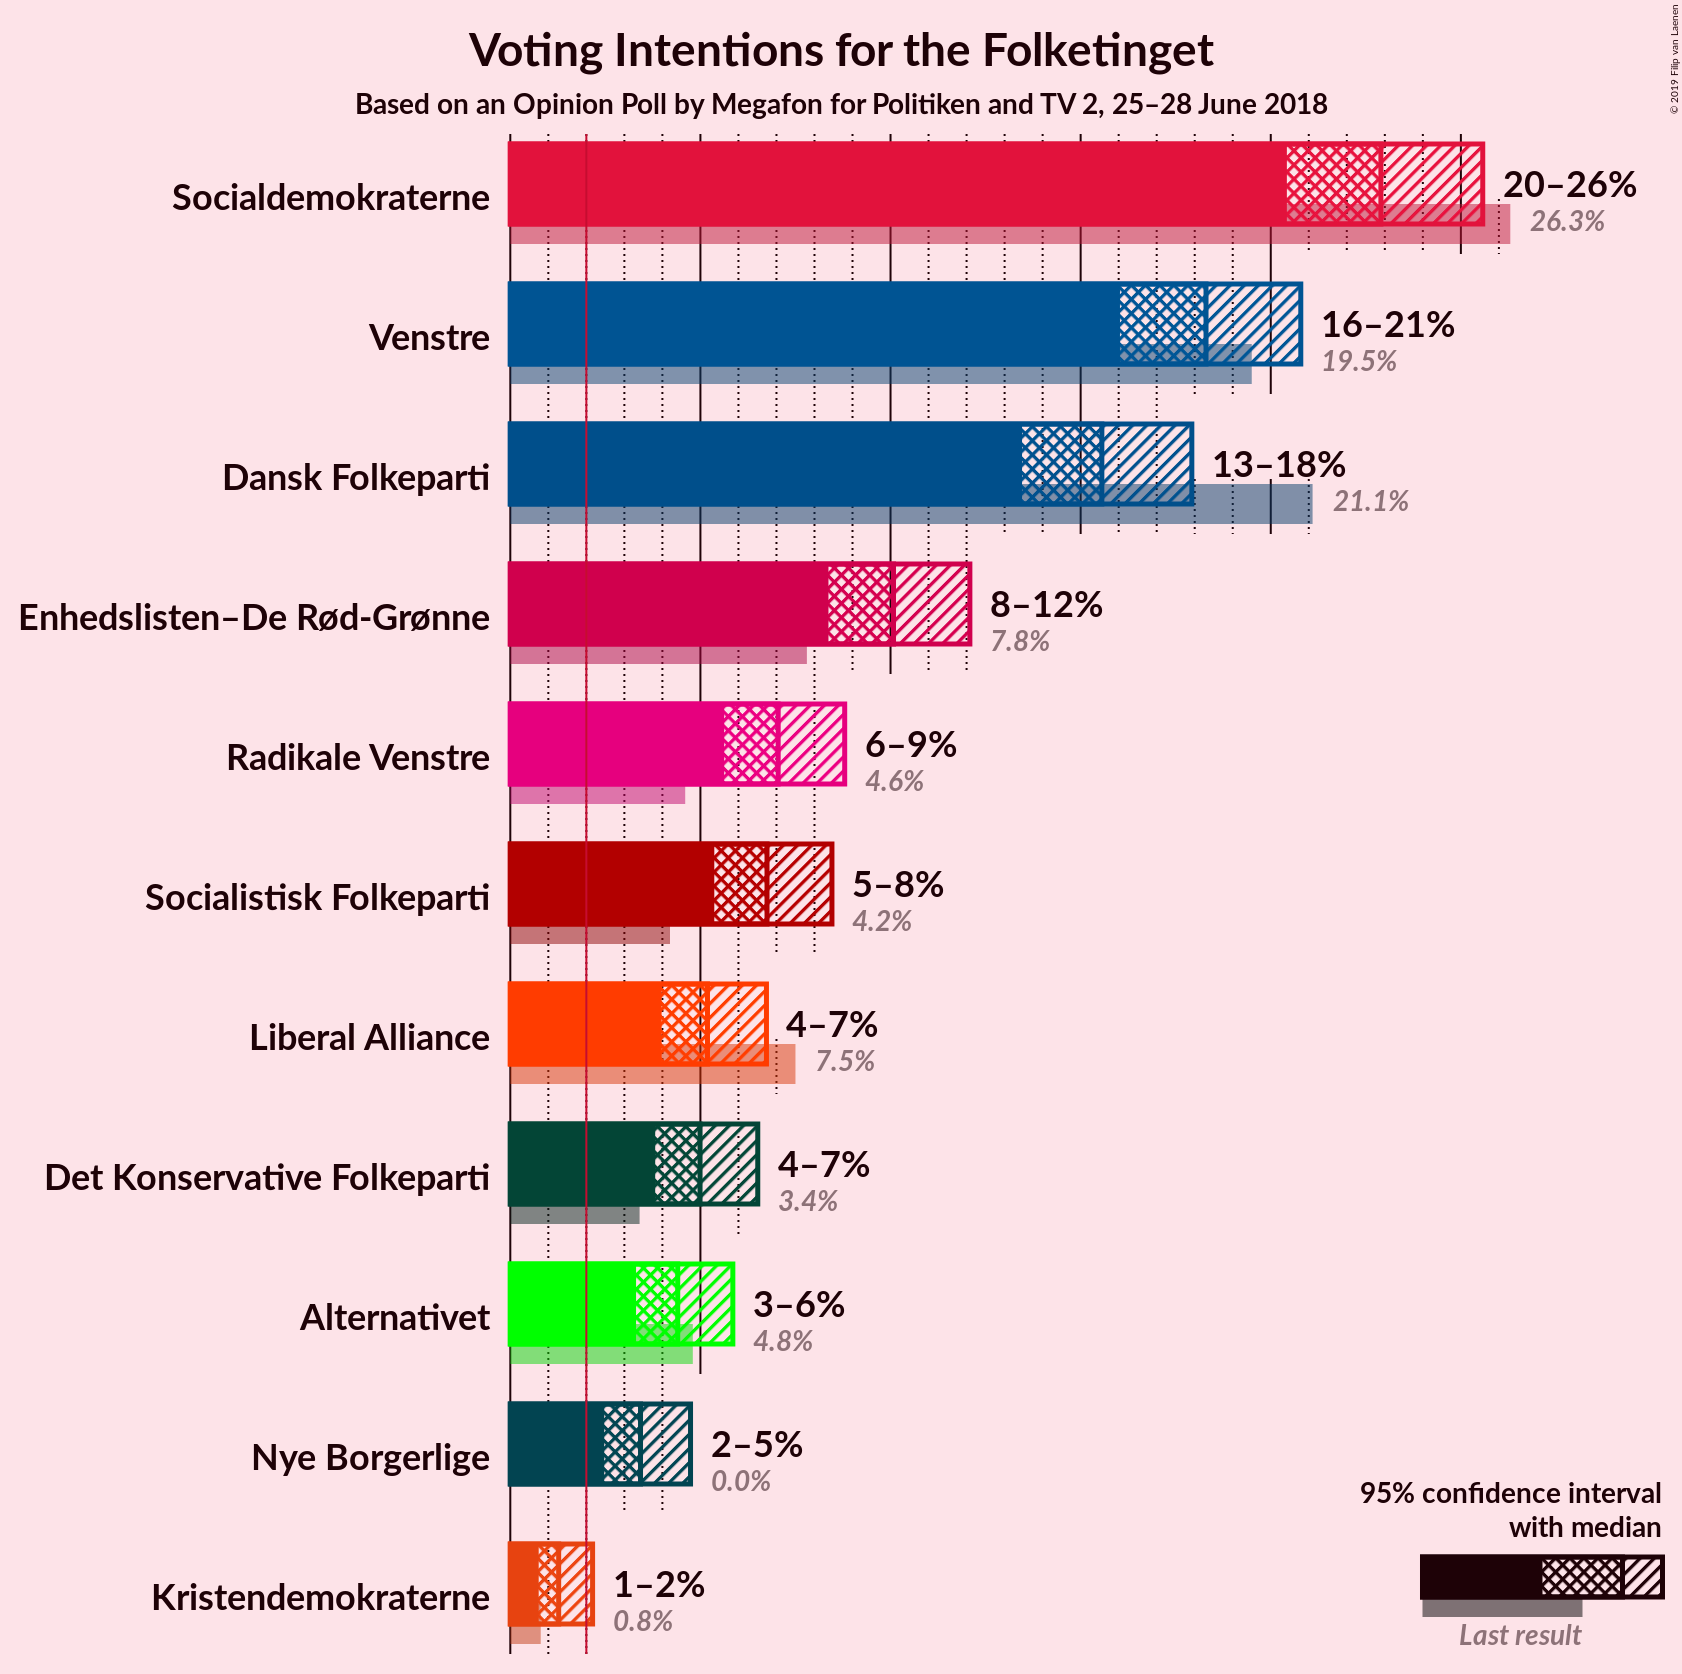 Voting Intentions for the Folketinget
Based on an Opinion Poll by Megafon for Politiken and TV 2, 25–28 June 2018
© 2019 Filip van Laenen
Socialdemokraterne
20–26%
26.3%
Venstre
16–21%
19.5%
Dansk Folkeparti
13–18%
21.1%
Enhedslisten–De Rød-Grønne
8–12%
7.8%
Radikale Venstre
6–9%
4.6%
Socialistisk Folkeparti
5–8%
4.2%
Liberal Alliance
4–7%
7.5%
Det Konservative Folkeparti
4–7%
3.4%
Alternativet
3–6%
4.8%
Nye Borgerlige
2–5%
0.0%
Kristendemokraterne
1–2%
0.8%
95% confidence interval
with median
Last result